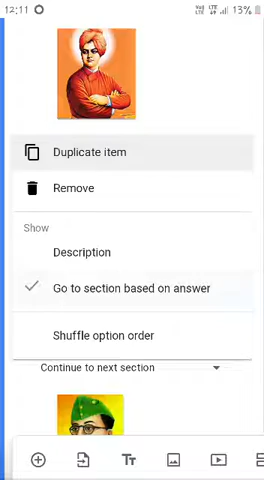 12:11 13%
Duplicate item
Remove
Show
Description
Go to section based on answer
Shuffle option order
Continue to next section
Tт